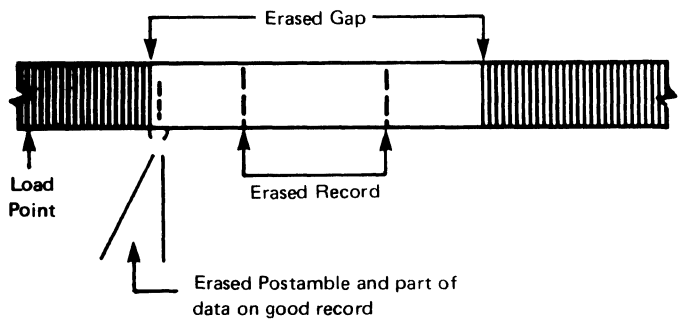 Erased Gap
Load
Point
Erased Record
Erased Postamble and part of
data on good record